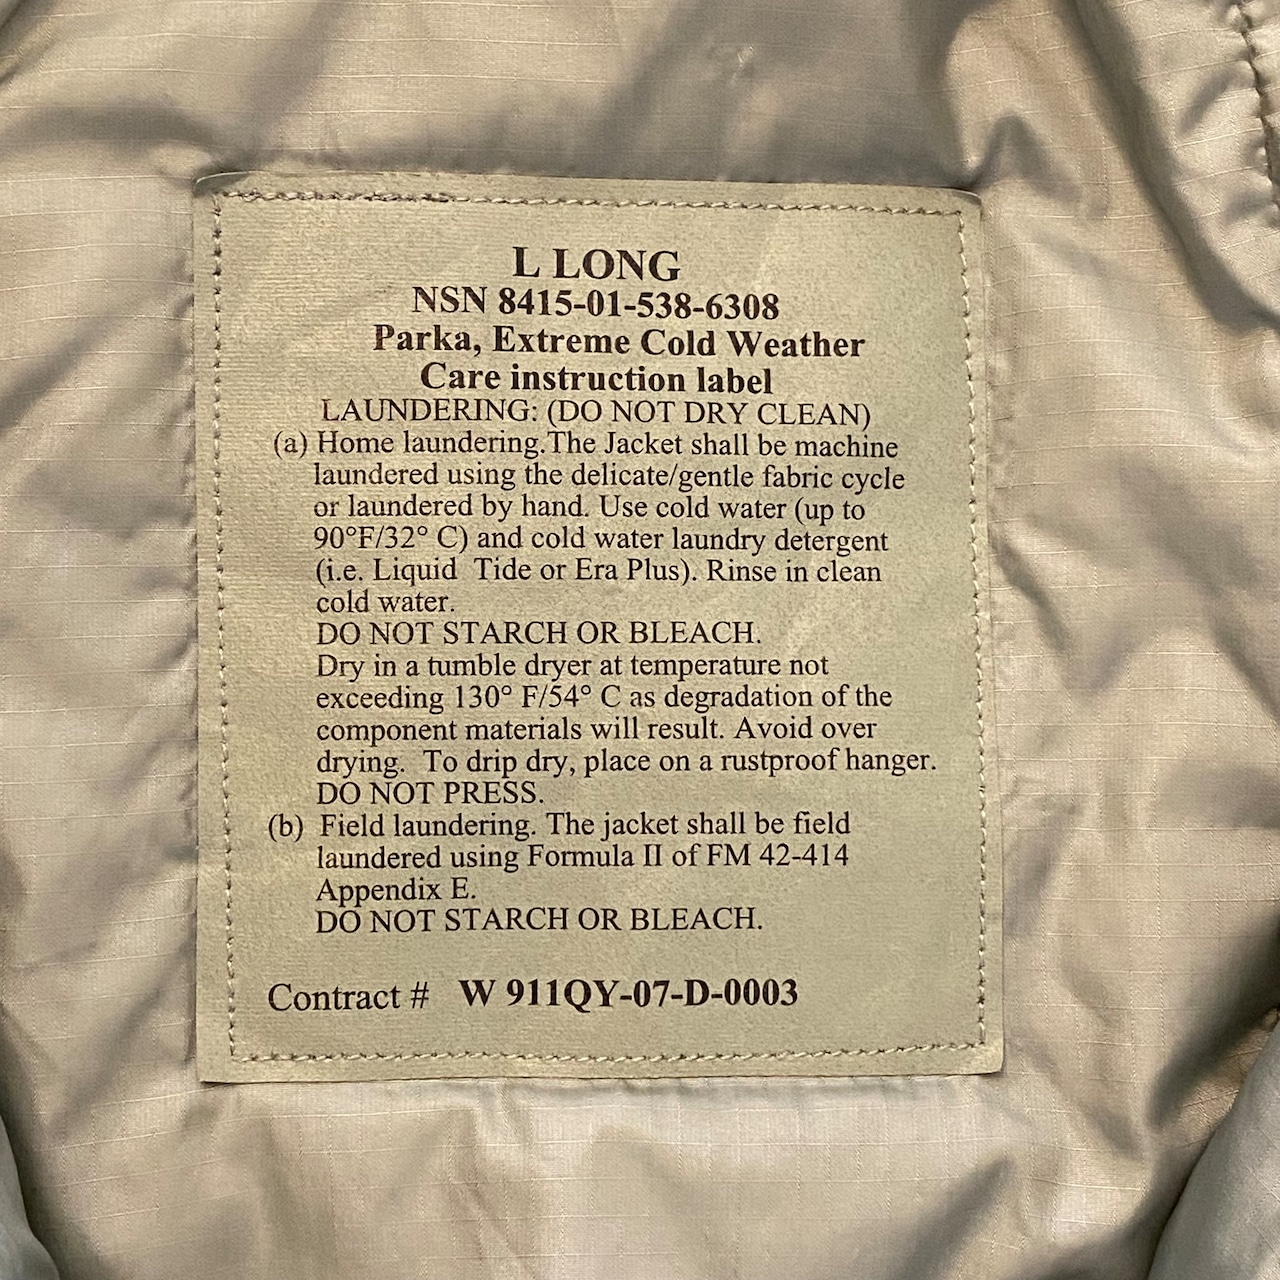 L LONG
NSN 8415-01-538-6308
Parka, Extreme Cold Weather
Care instruction label
LAUNDERING: (DO NOT DRY CLEAN)
(a) Home laundering.The Jacket shall be machine
laundered using the delicate/gentle fabric cycle
or laundered by hand. Use cold water (up to
90°F/32° C) and cold water laundry detergent
(i.e. Liquid  Tide or Era Plus). Rinse in clean
cold water.
DO NOT STARCH OR BLEACH.
Dry in a tumble dryer at temperature not
exceeding 130° F/54° C as degradation of the
component materials will result. Avoid over
drying.  To drip dry, place on a rustproof hanger.
DO NOT PRESS.
(b)  Field laundering. The jacket shall be field
laundered using Formula II of FM 42-414
Appendix E.
DO NOT STARCH OR BLEACH.
Contract #   W 911QY-07-D-0003